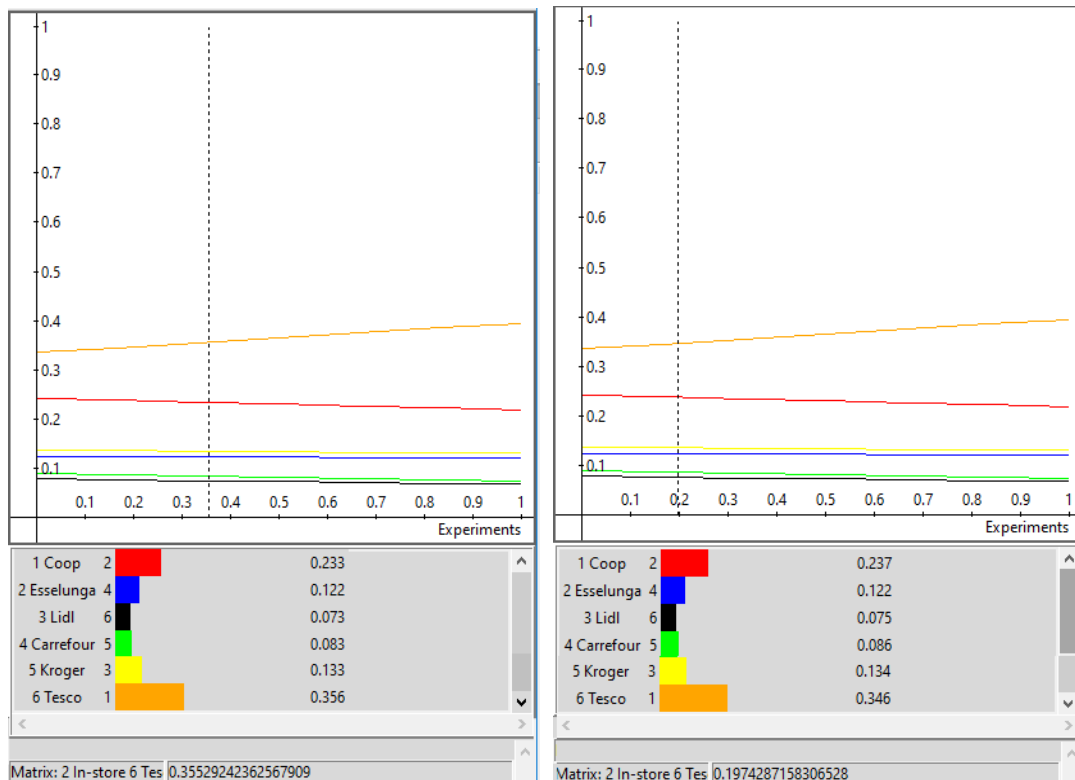 1
0.9
0.8
0.7
0.6
0.5
0.4
0.3
0.2
0.1
0.1 0.2 0.3 0.4 0.5 0.6 0.7 0.8 0.9 1
Experiments
1 Coop 2 0.233
2 Esselunga 4 0.122
3 Lidl 6 0.073
4 Carrefour 5 0.083
5 Kroger 3 0.133
6 Tesco 1 0.356
Matrix: 2 In-store 6 Tes 0.35529242362567909
1
0.9
0.8
0.7
0.6
0.5
0.4
0.3
0.2
0.1
0.1 0.2 0.3 0.4 0.5 0.6 0.7 0.8 0.9 1
Experiments
1 Coop 2 0.237
2 Esselunga 4 0.122
3 Lidl 6 0.075
4 Carrefour 5 0.086
5 Kroger 3 0.134
6 Tesco 1 0.346
Matrix: 2 In-store 6 Tes 0.1974287158306528